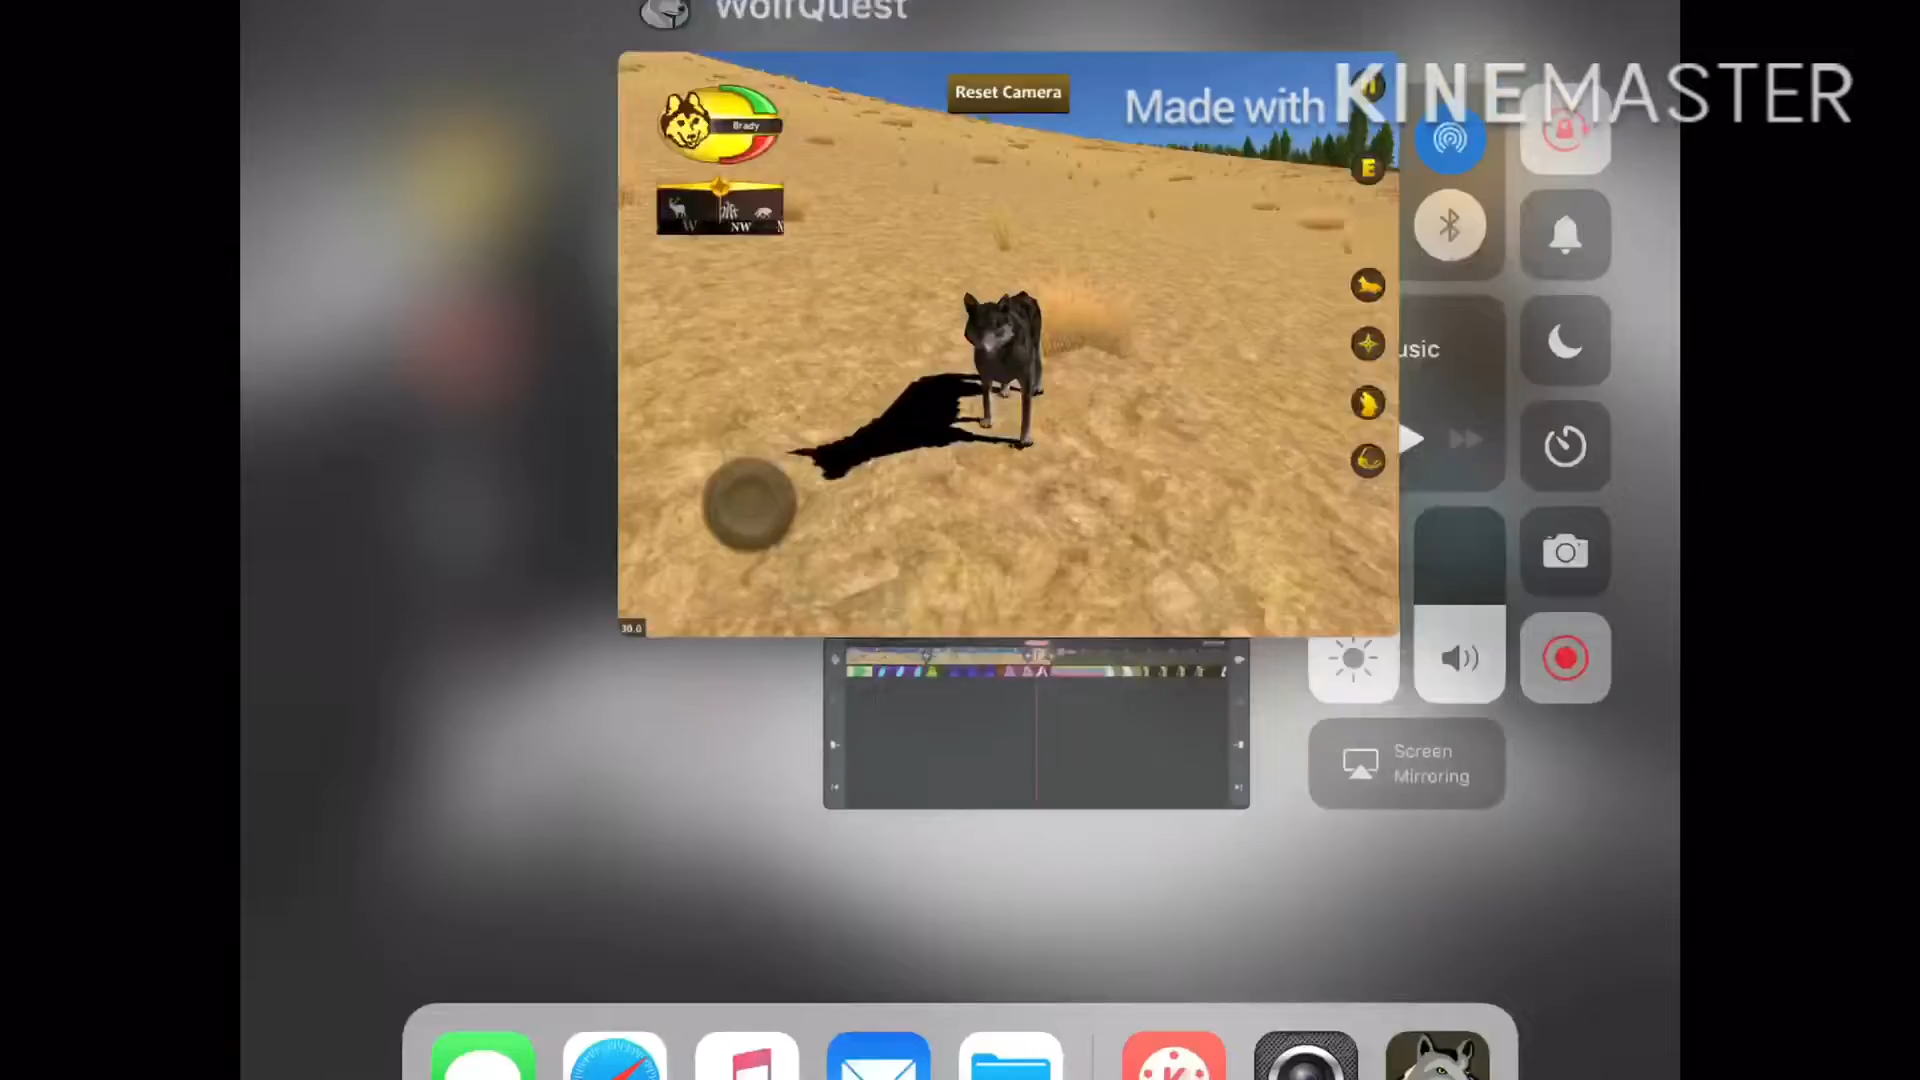 WolfQuest
Reset Camera
Made with KINEMASTER
Brady
E
W NW N
usic
30.0
Screen
Mirroring
K